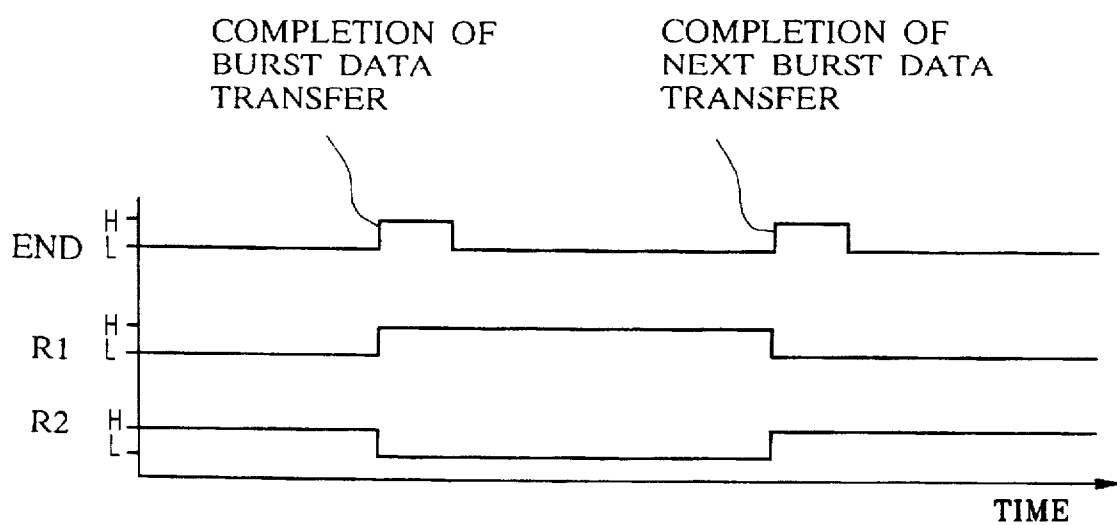 COMPLETION OF
BURST DATA
TRANSFER
COMPLETION OF
NEXT BURST DATA
TRANSFER
END H
L
R1 H
L
R2 H
L
TIME